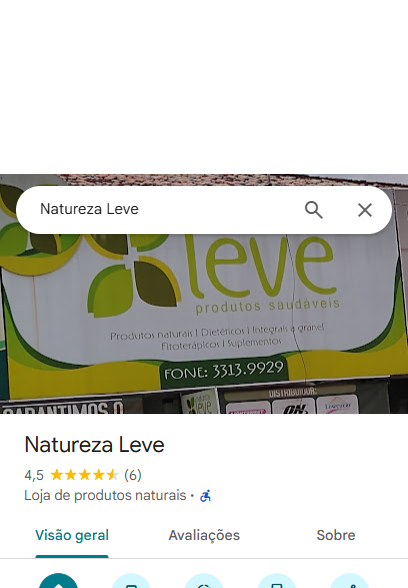 Natureza Leve
leve
produtos saudáveis
Produtos naturais | Dietéticos | Integrais a granel
Fitoterápicos | Suplementos
FONE: 3313.9929
GARANTIMOS O
DISTRIBUIDOR:
Natureza Leve
4,5 (6)
Loja de produtos naturais ·
Visão geral
Avaliações
Sobre